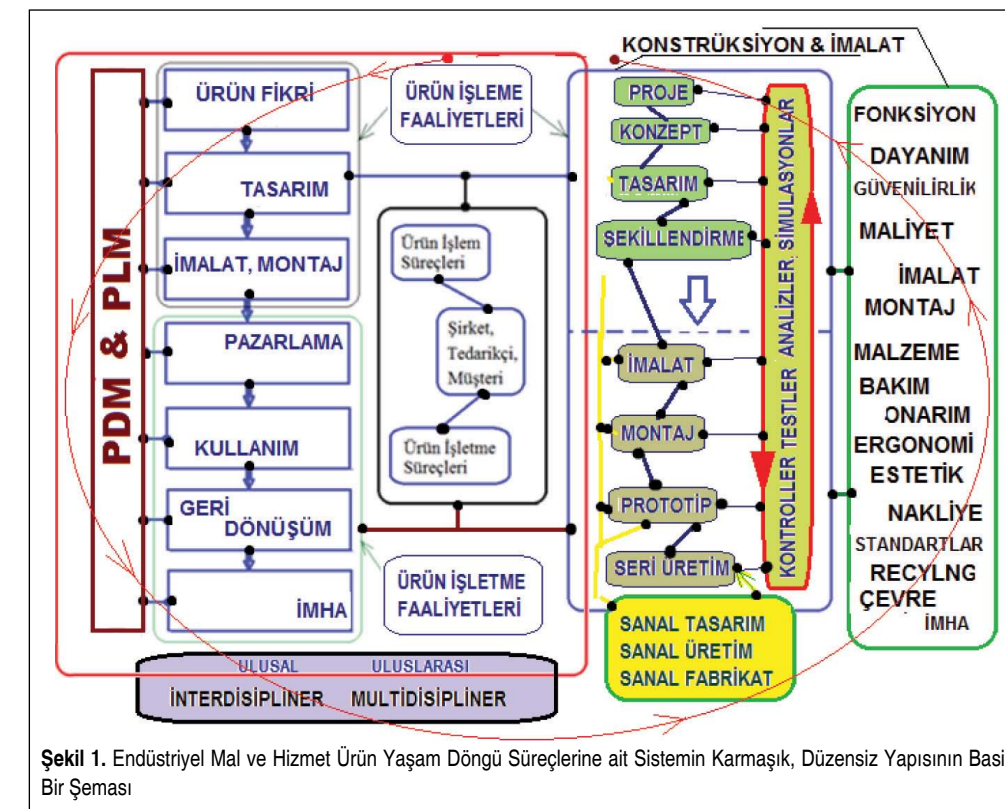 KONSTRÜKSİYON & İMALAT
PDM & PLM
ÜRÜN FİKRİ
TASARIM
İMALAT, MONTAJ
PAZARLAMA
KULLANIM
GERİ
DÖNÜŞÜM
İMHA
ÜRÜN İŞLEME
FAALİYETLERİ
Ürün İşlem
Süreçleri
Şirket,
Tedarikçi,
Müşteri
Ürün İşletme
Süreçleri
ÜRÜN İŞLETME
FAALİYETLERİ
PROJE
KONZEPT
TASARIM
ŞEKİLLENDİRME
İMALAT
MONTAJ
PROTOTİP
SERİ ÜRETİM
KONTROLLER TESTLER ANALİZLER, SİMULASYONLAR
SANAL TASARIM
SANAL ÜRETİM
SANAL FABRİKAT
FONKSİYON
DAYANIM
GÜVENİLİRLİK
MALİYET
İMALAT
MONTAJ
MALZEME
BAKIM
ONARIM
ERGONOMİ
ESTETİK
NAKLİYE
STANDARTLAR
RECYLNG
ÇEVRE
İMHA
ULUSAL ULUSLARASI
İNTERDİSİPLİNER MULTİDİSİPLİNER
Şekil 1. Endüstriyel Mal ve Hizmet Ürün Yaşam Döngü Süreçlerine ait Sistemin Karmaşık, Düzensiz Yapısının Basi
Bir Şeması